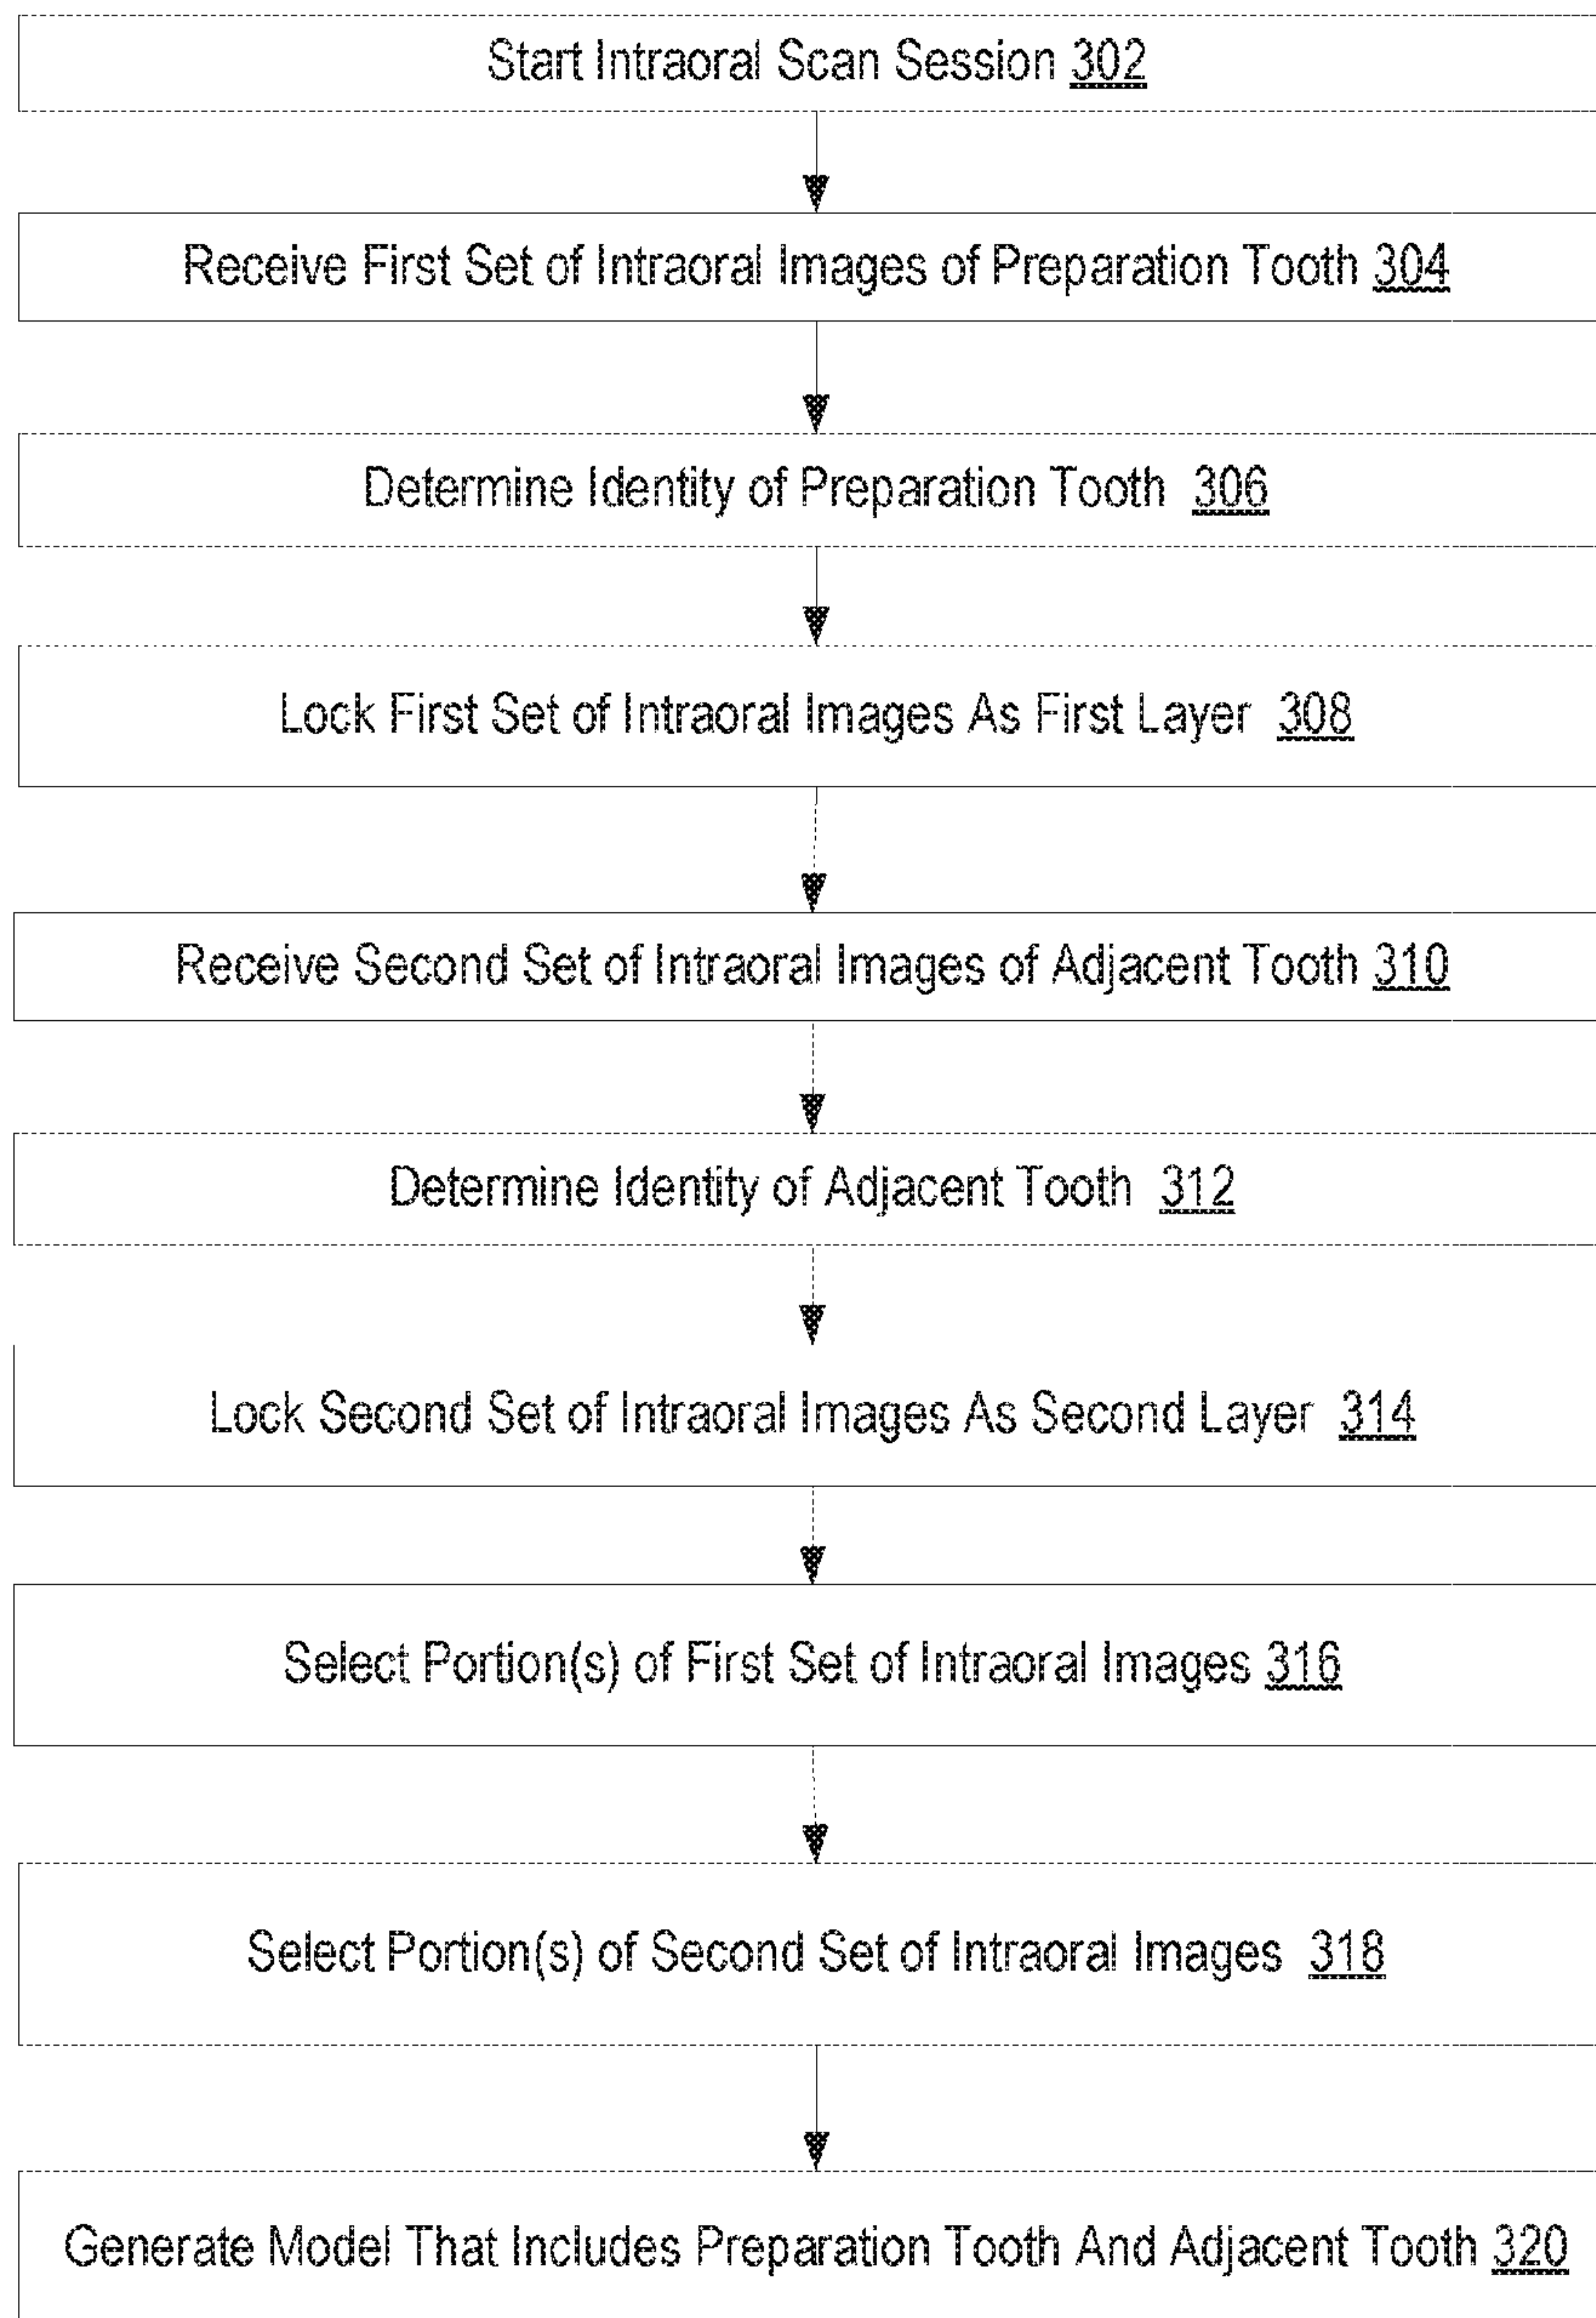 Start Intraoral Scan Session 302
Receive First Set of Intraoral Images of Preparation Tooth 304
Determine Identity of Preparation Tooth 306
Lock First Set of Intraoral Images As First Layer 308
Receive Second Set of Intraoral Images of Adjacent Tooth 310
Determine Identity of Adjacent Tooth 312
Lock Second Set of Intraoral Images As Second Layer 314
Select Portion(s) of First Set of Intraoral Images 316
Select Portion(s) of Second Set of Intraoral Images 318
Generate Model That Includes Preparation Tooth And Adjacent Tooth 320